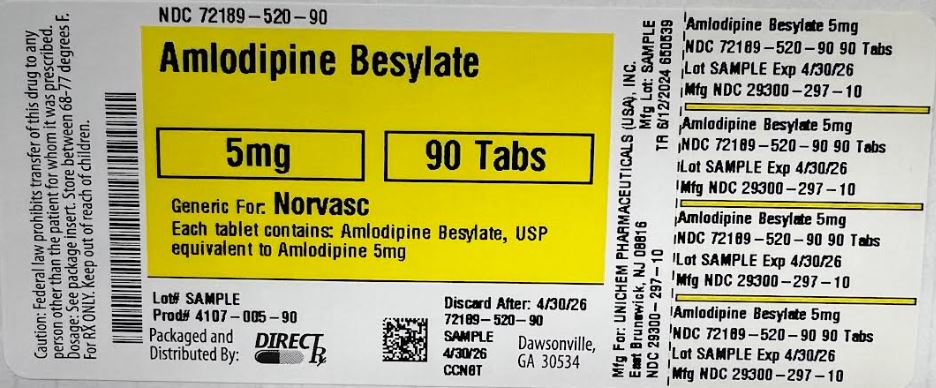 Caution: Federal law prohibits transfer of this drug to any
person other than the patient for whom it was prescribed.
Dosage: See package insert. Store between 68-77 degrees F.
For RX ONLY. Keep out of reach of children.
NDC 72189-520-90
Amlodipine Besylate
5mg
90 Tabs
Generic For: Norvasc
Each tablet contains: Amlodipine Besylate, USP
equivalent to Amlodipine 5mg
Lot# SAMPLE
Prod# 4107-005-90
Packaged and
Distributed By:
DIRECT Rx
Discard After: 4/30/26
72189-520-90
SAMPLE
4/30/26
CCN8T
Dawsonville,
GA 30534
Mfg For: UNICHEM PHARMACEUTICALS (USA), INC.
East Brunswick, NJ 08816
NDC 29300-297-10
Mfg Lot: SAMPLE
TR 6/12/2024 650539
Amlodipine Besylate 5mg
NDC 72189-520-90 90 Tabs
Lot SAMPLE Exp 4/30/26
Mfg NDC 29300-297-10
Amlodipine Besylate 5mg
NDC 72189-520-90 90 Tabs
Lot SAMPLE Exp 4/30/26
Mfg NDC 29300-297-10
Amlodipine Besylate 5mg
NDC 72189-520-90 90 Tabs
Lot SAMPLE Exp 4/30/26
Mfg NDC 29300-297-10
Amlodipine Besylate 5mg
NDC 72189-520-90 90 Tabs
Lot SAMPLE Exp 4/30/26
Mfg NDC 29300-297-10